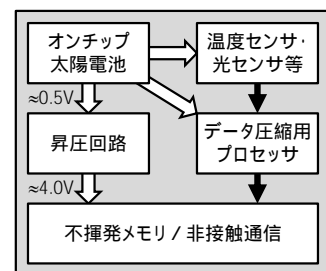 オンチップ
太陽電池
温度センサ・
光センサ等
≈0.5V
昇圧回路
データ圧縮用
プロセッサ
≈4.0V
不揮発メモリ / 非接触通信